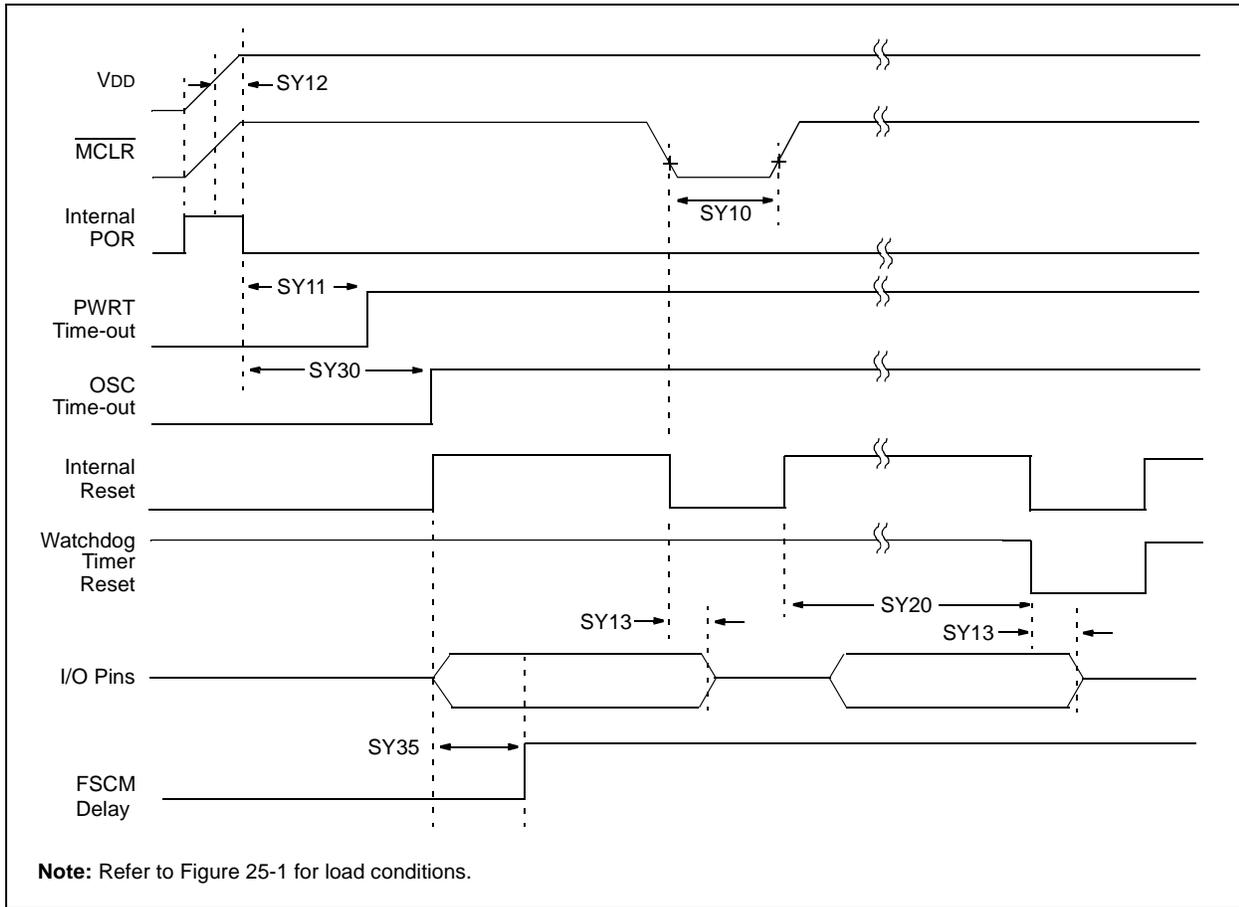 VDD
SY12
MCLR
SY10
Internal
POR
SY11
PWRT
Time-out
SY30
OSC
Time-out
Internal
Reset
Watchdog
Timer
Reset
SY20
SY13
SY13
I/O Pins
SY35
FSCM
Delay
Note: Refer to Figure 25-1 for load conditions.